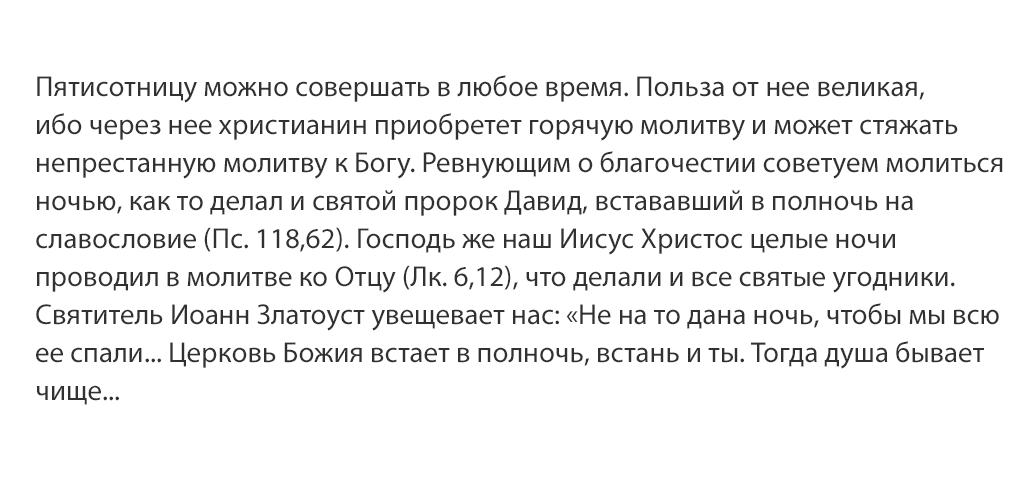 Пятисотницу можно совершать в любое время. Польза от нее великая,
ибо через нее христианин приобретет горячую молитву и может стяжать
непрестанную молитву к Богу. Ревнующим о благочестии советуем молиться
ночью, как то делал и святой пророк Давид, встававший в полночь на
славословие (Пс. 118,62). Господь же наш Иисус Христос целые ночи
проводил в молитве ко Отцу (Лк. 6,12), что делали и все святые угодники.
Святитель Иоанн Златоуст увещевает нас: «Не на то дана ночь, чтобы мы всю
ее спали... Церковь Божия встает в полночь, встань и ты. Тогда душа бывает
чище...